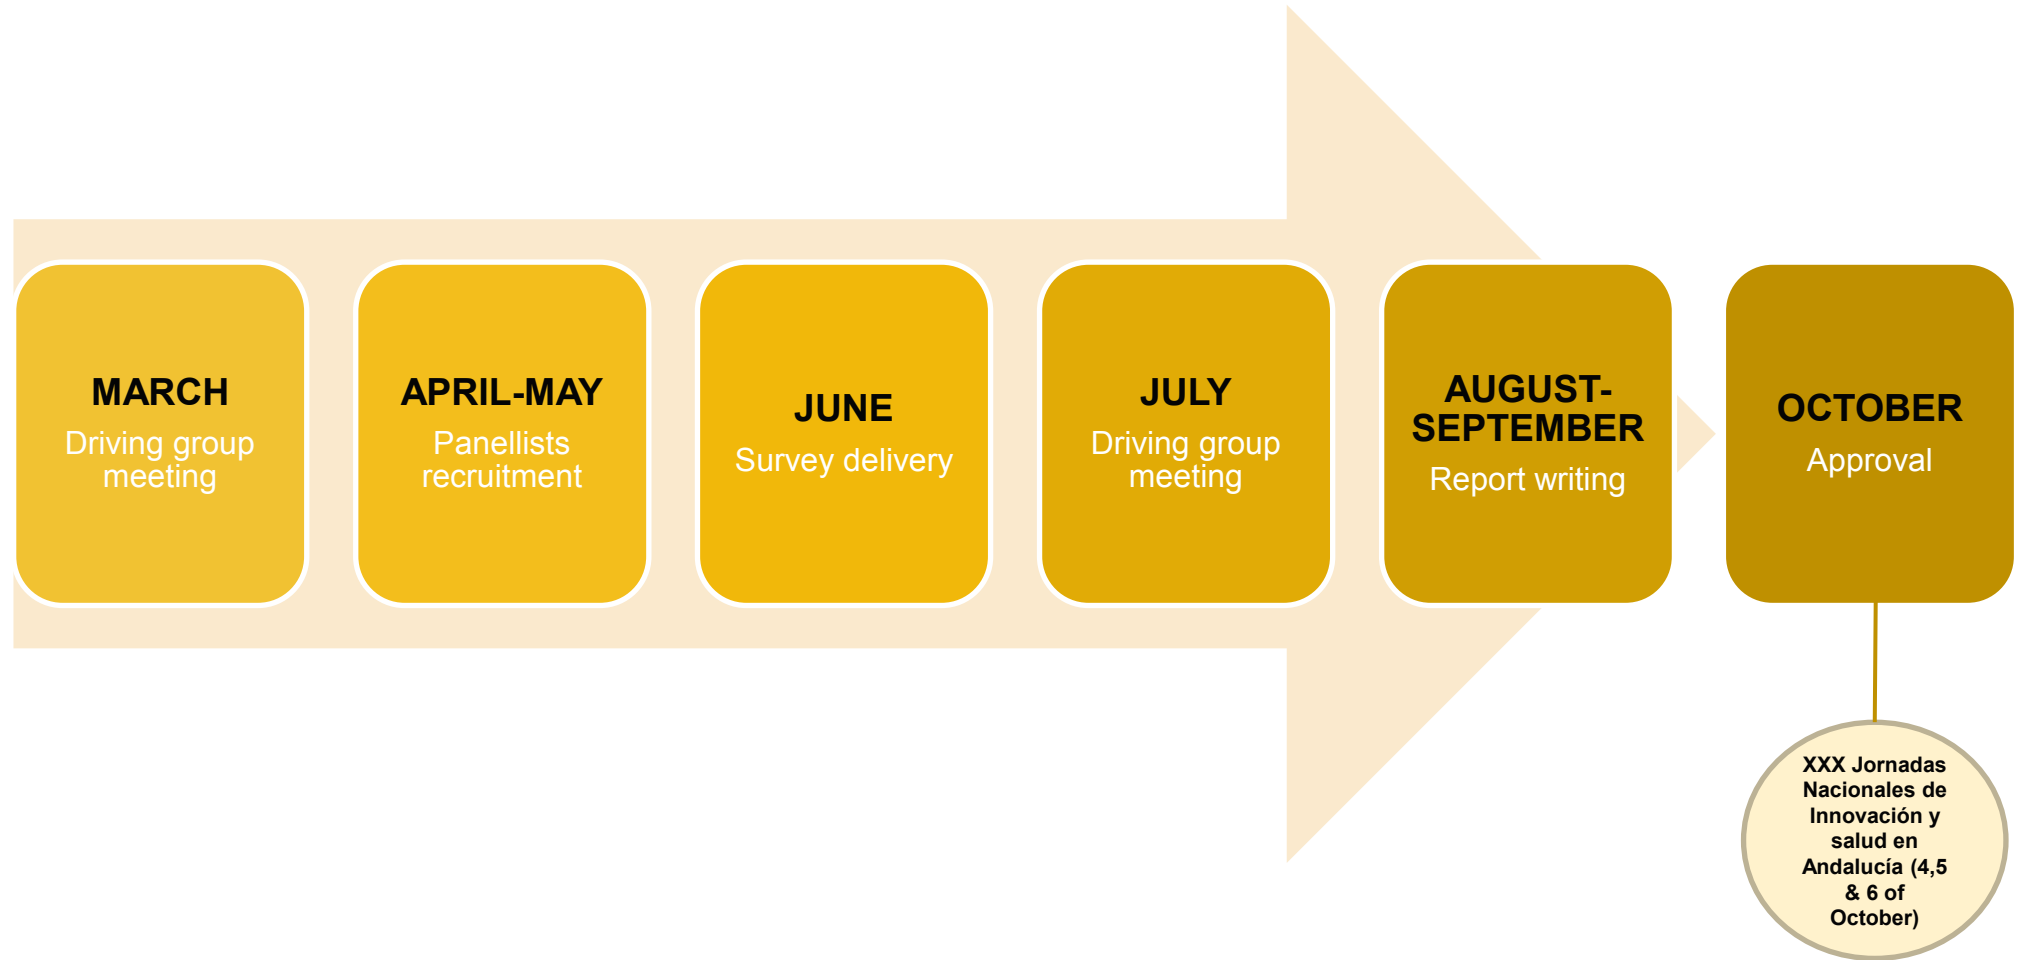 MARCH
Driving group
meeting
APRIL-MAY
Panellists
recruitment
JUNE
Survey delivery
JULY
Driving group
meeting
AUGUST-
SEPTEMBER
Report writing
OCTOBER
Approval
XXX Jornadas
Nacionales de
Innovación y
salud en
Andalucía (4,5
& 6 of
October)